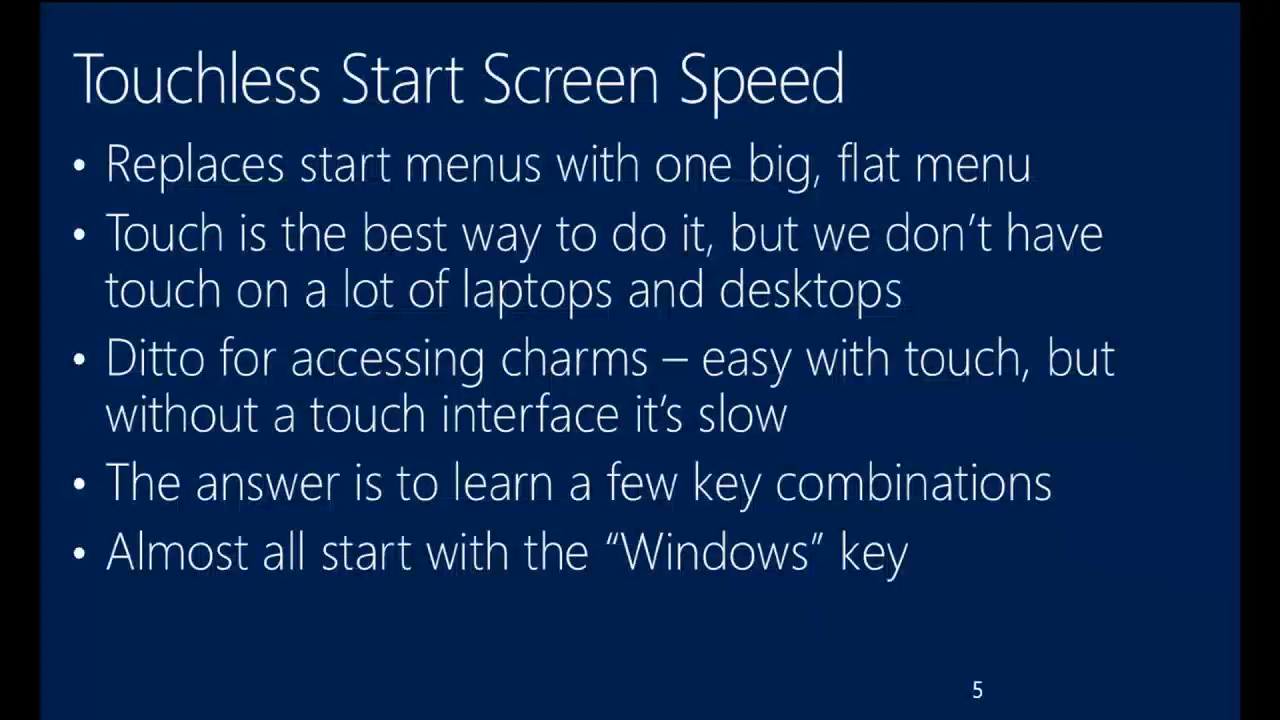 Touchless Start Screen Speed
• Replaces start menus with one big, flat menu
• Touch is the best way to do it, but we don’t have
touch on a lot of laptops and desktops
• Ditto for accessing charms – easy with touch, but
without a touch interface it’s slow
• The answer is to learn a few key combinations
• Almost all start with the “Windows” key
5